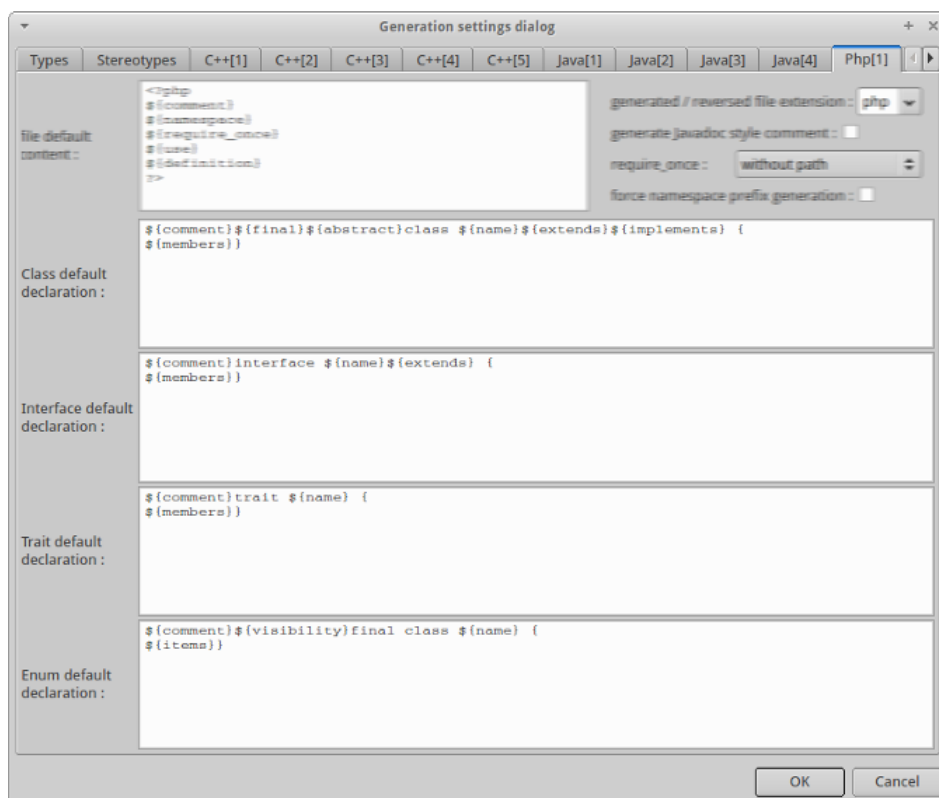 Generation settings dialog
Types Stereotypes C++[1] C++[2] C++[3] C++[4] C++[5] Java[1] Java[2] Java[3] Java[4] Php[1]
file default
content :
<?php
${comment}
${namespace}
${require_once}
${use}
${definition}
?>
generated / reversed file extension : php
generate Javadoc style comment :
require_once : without path
force namespace prefix generation :
Class default
declaration :
${comment}${final}${abstract}class ${name}${extends}${implements} {
${members}}
Interface default
declaration :
${comment}interface ${name}${extends} {
${members}}
Trait default
declaration :
${comment}trait ${name} {
${members}}
Enum default
declaration :
${comment}${visibility}final class ${name} {
${items}}
OK Cancel